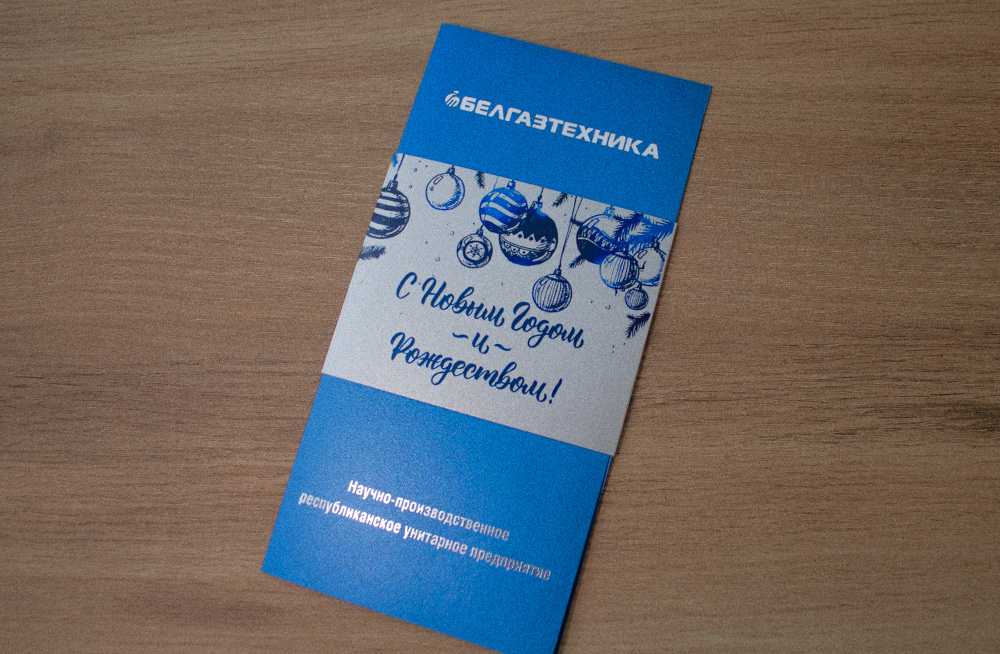 БЕЛГАЗТЕХНИКА
С Новым Годом
~и~
Рождеством!
Научно-производственное
республиканское унитарное предприятие